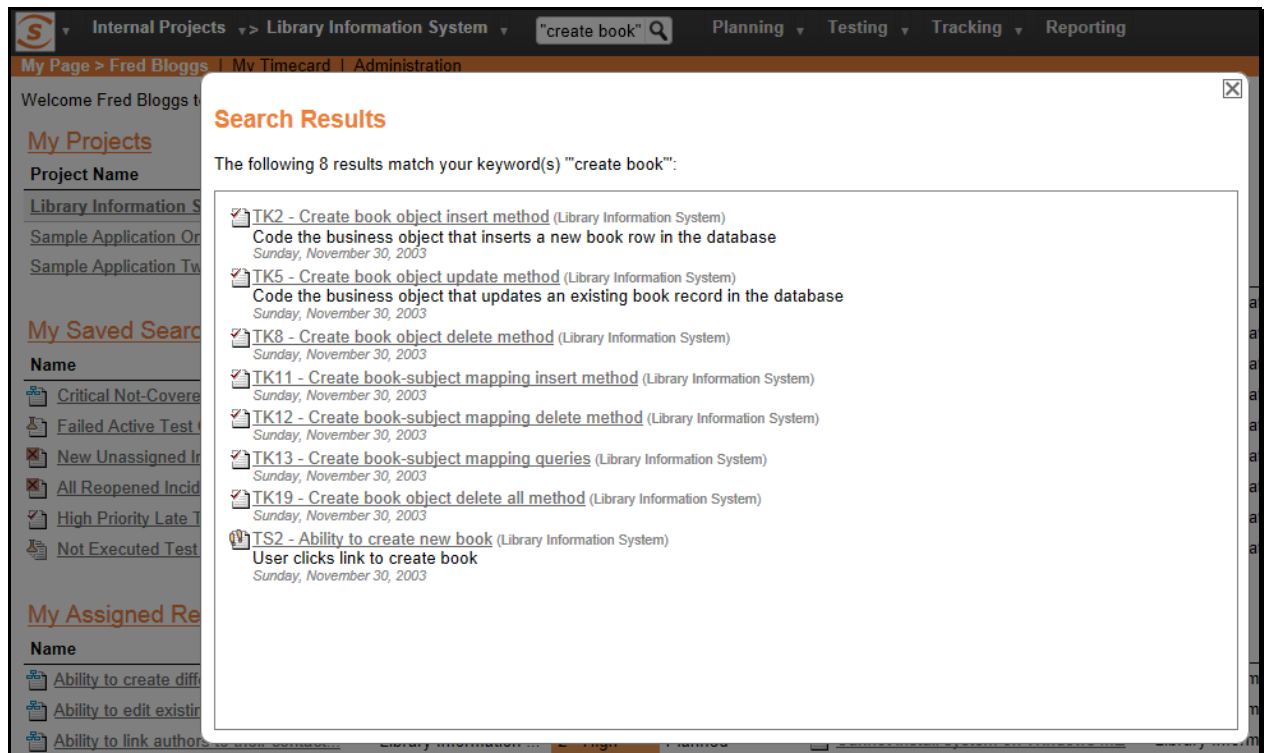 Internal Projects > Library Information System "create book" Planning Testing Tracking Reporting
My Page > Fred Bloggs | My Timecard | Administration
Welcome Fred Bloggs
Search Results
The following 8 results match your keyword(s) '"create book"':
My Projects
Project Name
Library Information
Sample Application
Sample Application
My Saved
Name
Critical
Failed Active Test
New Unassigned
All Reopened
High Priority Late
Not Executed Test
My Assigned
Name
Ability to create
Ability to edit
Ability to link authors
TK2 - Create book object insert method (Library Information System)
Code the business object that inserts a new book row in the database
Sunday, November 30, 2003
TK5 - Create book object update method (Library Information System)
Code the business object that updates an existing book record in the database
Sunday, November 30, 2003
TK8 - Create book object delete method (Library Information System)
Sunday, November 30, 2003
TK11 - Create book-subject mapping insert method (Library Information System)
Sunday, November 30, 2003
TK12 - Create book-subject mapping delete method (Library Information System)
Sunday, November 30, 2003
TK13 - Create book-subject mapping queries (Library Information System)
Sunday, November 30, 2003
TK19 - Create book object delete all method (Library Information System)
Sunday, November 30, 2003
TS2 - Ability to create new book (Library Information System)
User clicks link to create book
Sunday, November 30, 2003